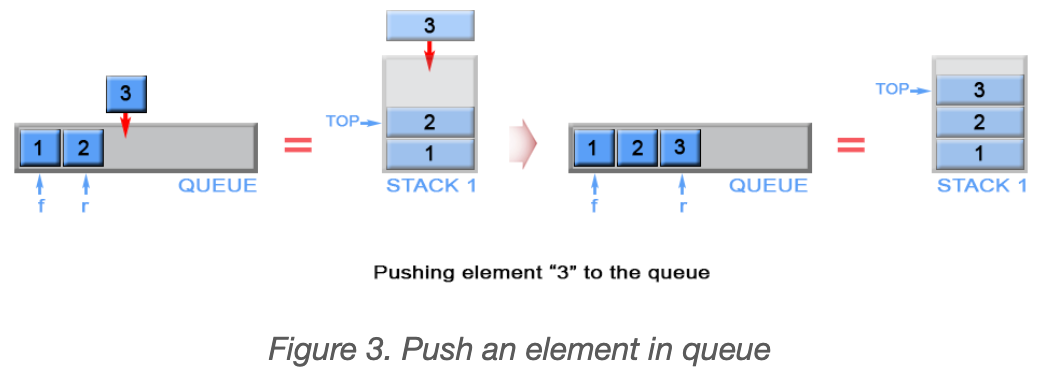 3
3
3
TOP
2
TOP
2
1
2
1
1
2
3
1
QUEUE
STACK 1
QUEUE
STACK 1
f
r
f
r
Pushing element “3” to the queue
Figure 3. Push an element in queue